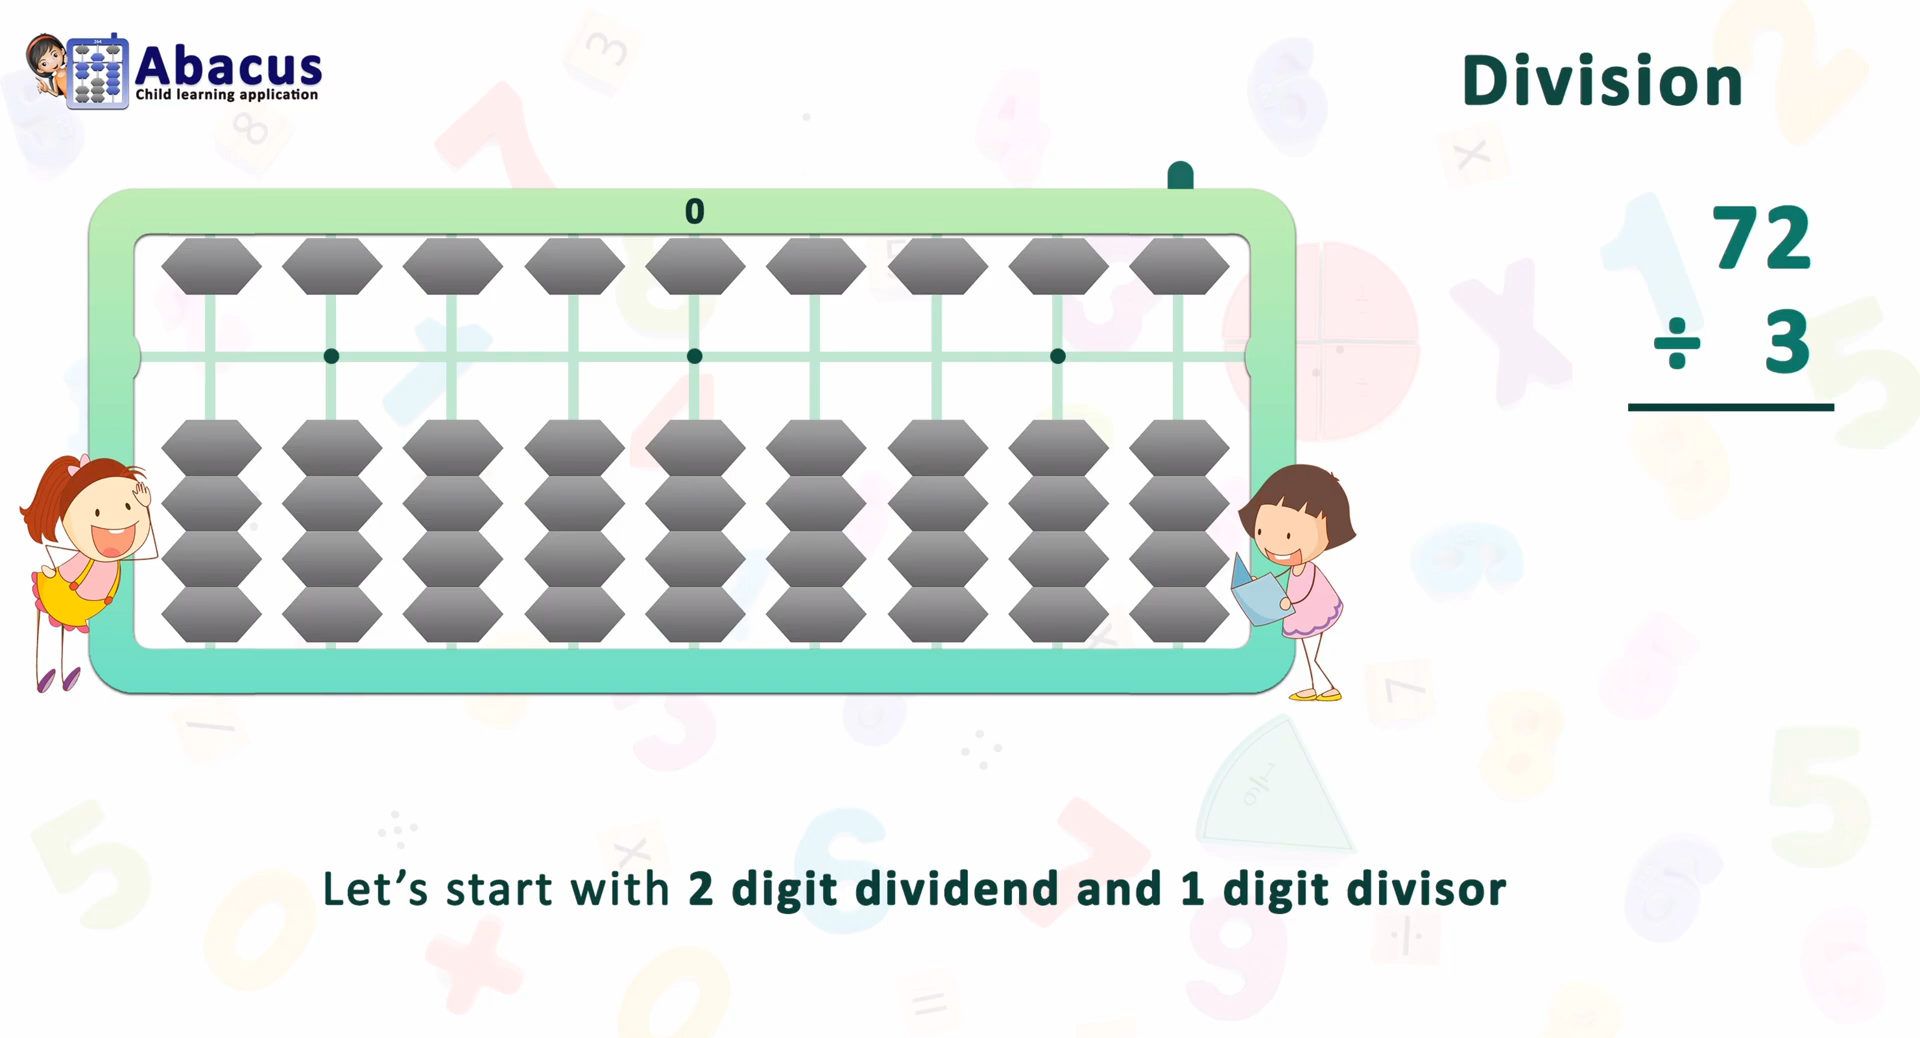 Abacus
Child learning application
Division
0
72
÷ 3
Let's start with 2 digit dividend and 1 digit divisor